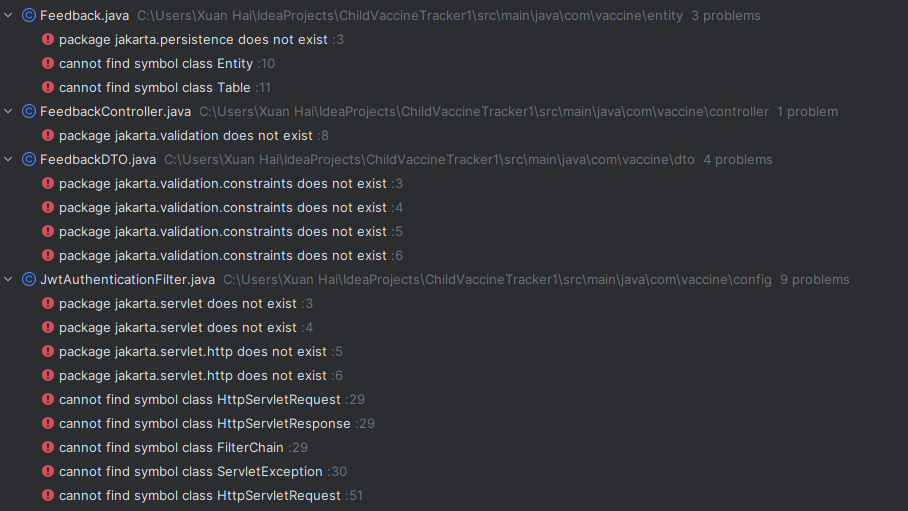 Feedback.java C:\Users\Xuan Hai\IdeaProjects\ChildVaccineTracker1\src\main\java\com\vaccine\entity 3 problems
package jakarta.persistence does not exist :3
cannot find symbol class Entity :10
cannot find symbol class Table :11
FeedbackController.java C:\Users\Xuan Hai\IdeaProjects\ChildVaccineTracker1\src\main\java\com\vaccine\controller 1 problem
package jakarta.validation does not exist :8
FeedbackDTO.java C:\Users\Xuan Hai\IdeaProjects\ChildVaccineTracker1\src\main\java\com\vaccine\dto 4 problems
package jakarta.validation.constraints does not exist :3
package jakarta.validation.constraints does not exist :4
package jakarta.validation.constraints does not exist :5
package jakarta.validation.constraints does not exist :6
JwtAuthenticationFilter.java C:\Users\Xuan Hai\IdeaProjects\ChildVaccineTracker1\src\main\java\com\vaccine\config 9 problems
package jakarta.servlet does not exist :3
package jakarta.servlet does not exist :4
package jakarta.servlet.http does not exist :5
package jakarta.servlet.http does not exist :6
cannot find symbol class HttpServletRequest :29
cannot find symbol class HttpServletResponse :29
cannot find symbol class FilterChain :29
cannot find symbol class ServletException :30
cannot find symbol class HttpServletRequest :51